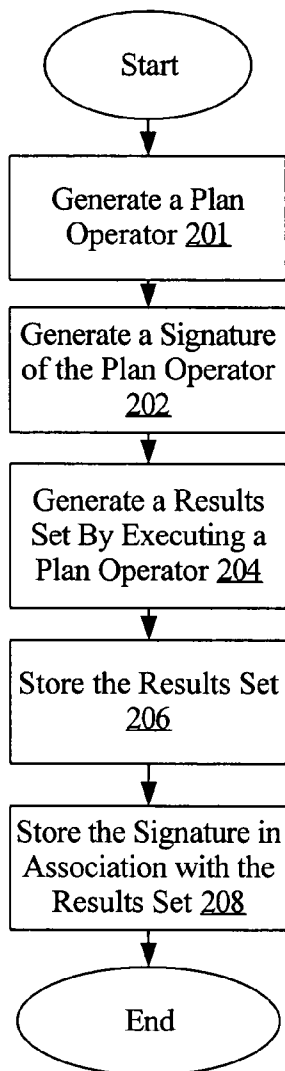 Start
Generate a Plan
Operator 201
Generate a Signature
of the Plan Operator
202
Generate a Results
Set By Executing a
Plan Operator 204
Store the Results Set
206
Store the Signature in
Association with the
Results Set 208
End